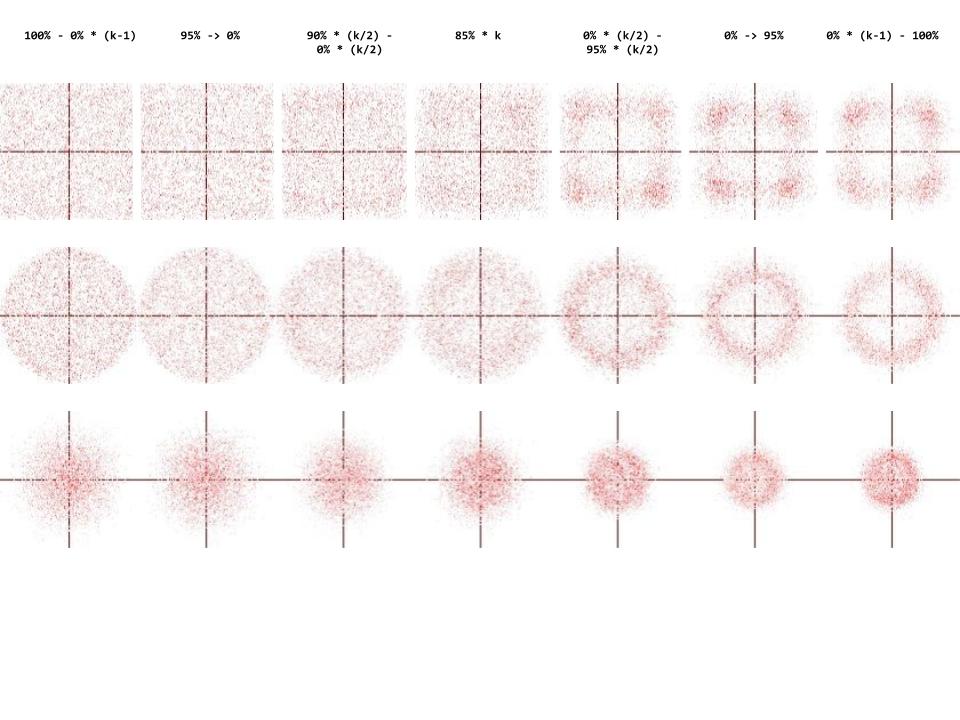 100% - 0% * (k-1)
95% -> 0%
90% * (k/2) -
0% * (k/2)
85% * k
0% * (k/2) -
95% * (k/2)
0% -> 95%
0% * (k-1) - 100%